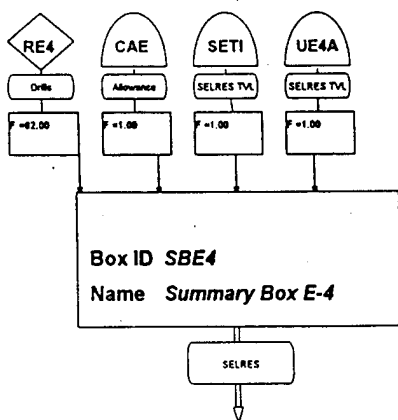 RE4 CAE SETI UE4A
Drills Allowance SELRES TVL SELRES TVL
F =82.00 F =1.00 F =1.00 F =1.00
Box ID SBE4
Name Summary Box E-4
SELRES